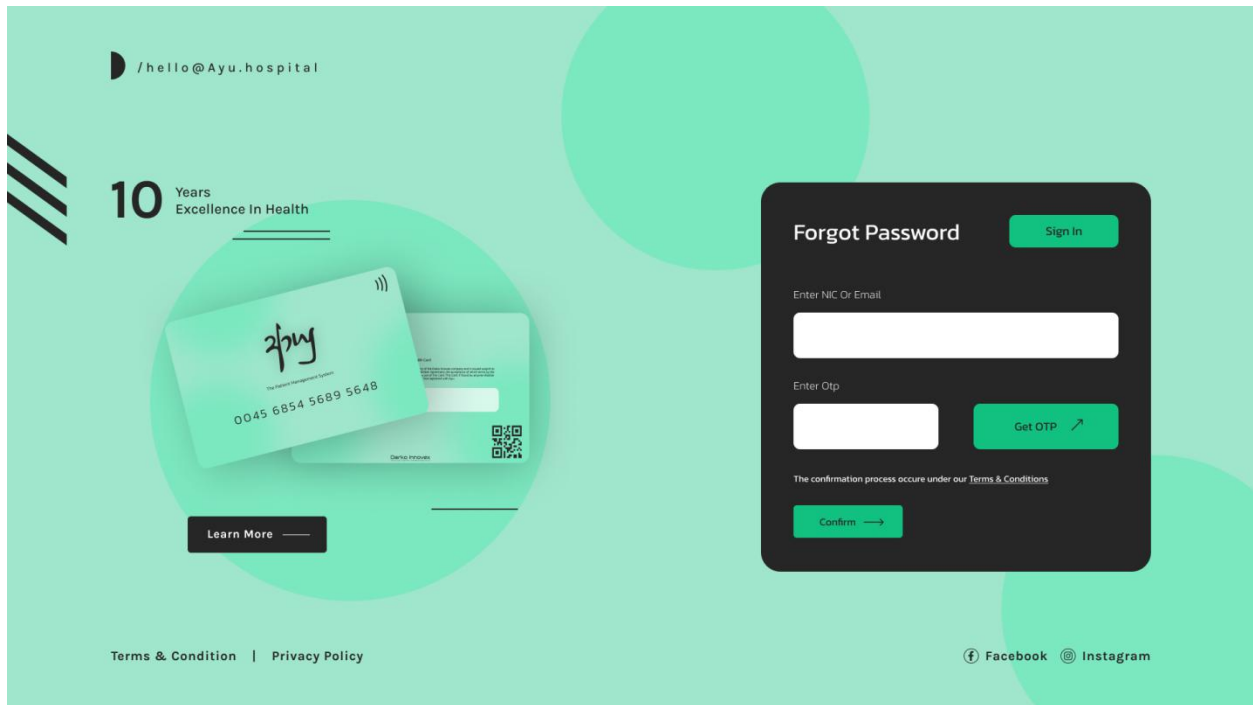 /hello@Ayu.hospital
10
Years
Excellence In Health
The Patient Management System
0045 6854 5689 5648
Learn More
Forgot Password
Sign In
Enter NIC Or Email
Enter Otp
Get OTP
The confirmation process occure under our Terms & Conditions
Confirm
Terms & Condition | Privacy Policy
Facebook
Instagram